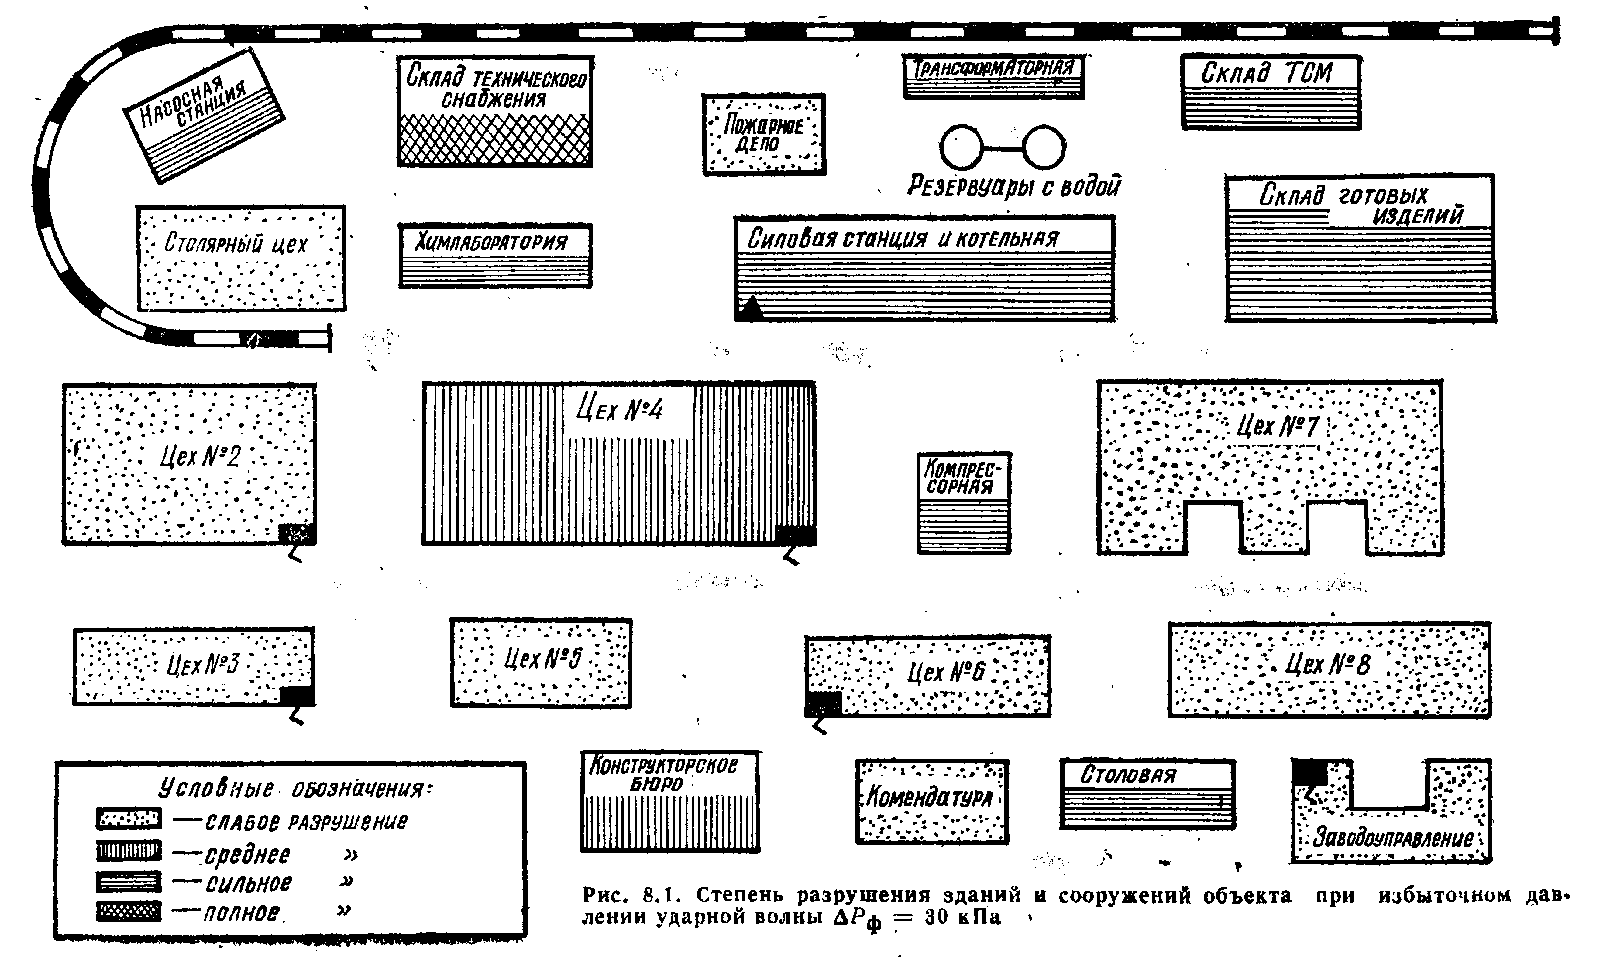 Насосная
станция
Склад технического
снабжения
Пожарное
депо
Трансформаторная
Склад ТСМ
Резервуары с водой
Склад готовых
изделий
Столярный цех
Химлаборатория
Силовая станция и котельная
Цех №2
Цех №4
Компрес-
сорная
Цех №7
Цех №3
Цех №5
Цех №6
Цех №8
Условные обозначения:
— слабое разрушение
— среднее »
— сильное »
— полное »
Конструкторское
бюро
Комендатура
Столовая
Заводоуправление
Рис. 8.1. Степень разрушения зданий и сооружений объекта при избыточном дав-
лении ударной волны ΔPф = 30 кПа